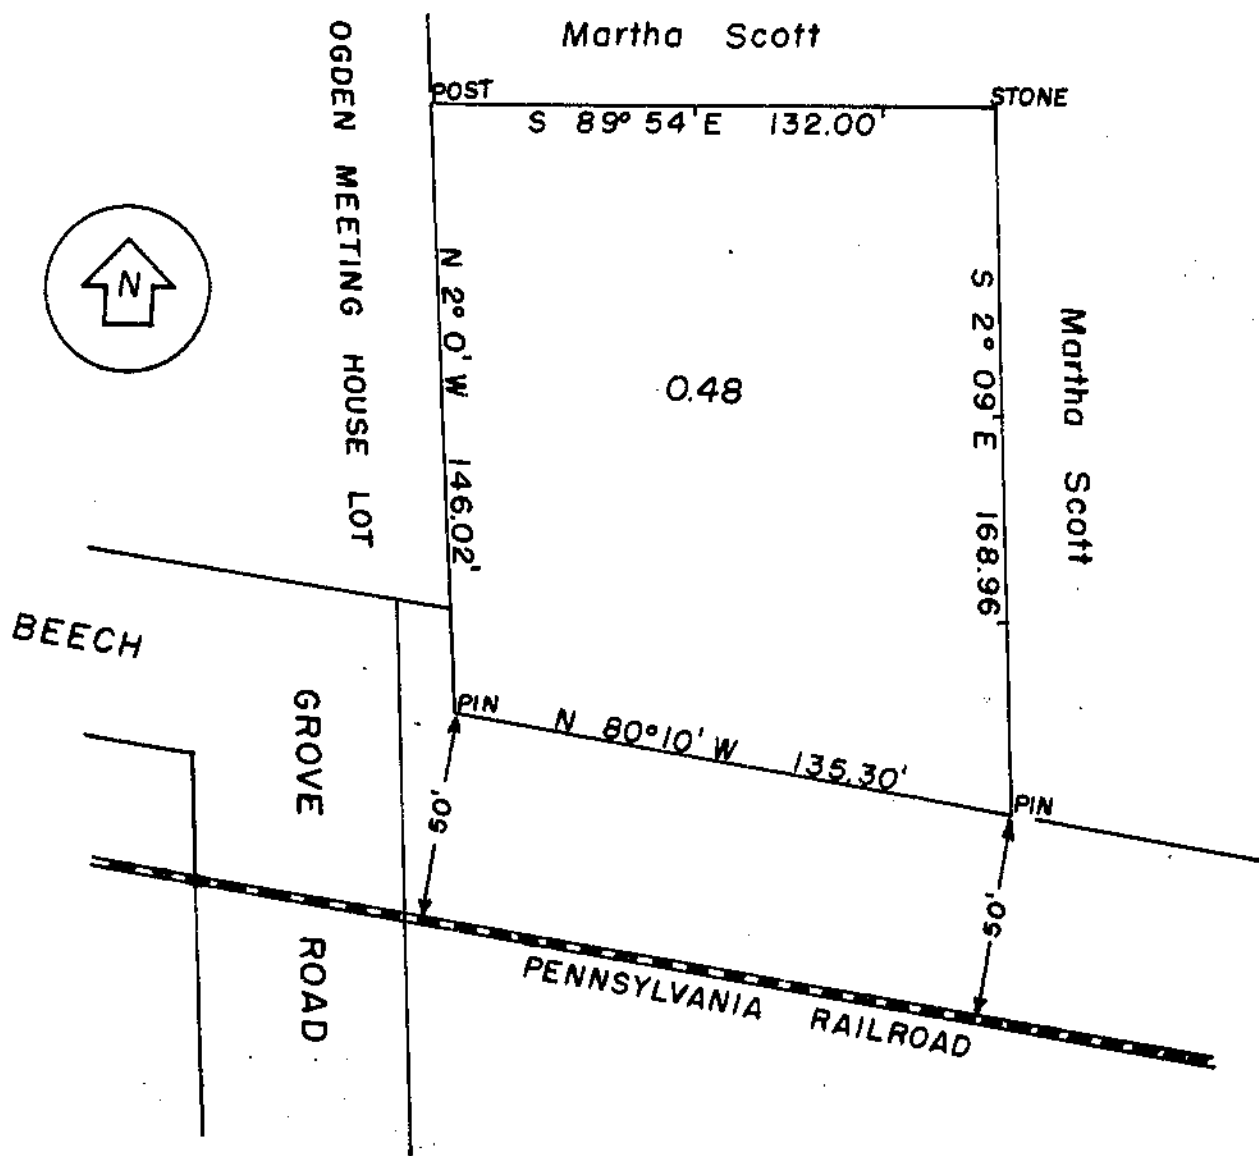 Martha Scott
POST
STONE
S 89° 54' E 132.00'
OGDEN MEETING HOUSE LOT
N
N 2° 0' W 146.02'
0.48
S 2° 09' E 168.96'
Martha Scott
BEECH
GROVE
ROAD
PIN
N 80° 10' W 135.30'
PIN
50'
50'
PENNSYLVANIA RAILROAD